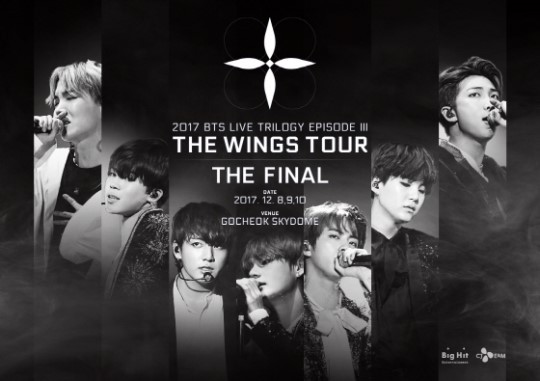 2017 BTS LIVE TRILOGY EPISODE III
THE WINGS TOUR
THE FINAL
DATE
2017. 12. 8,9,10
VENUE
GOCHEOK SKYDOME
Big Hit
CJ E&M